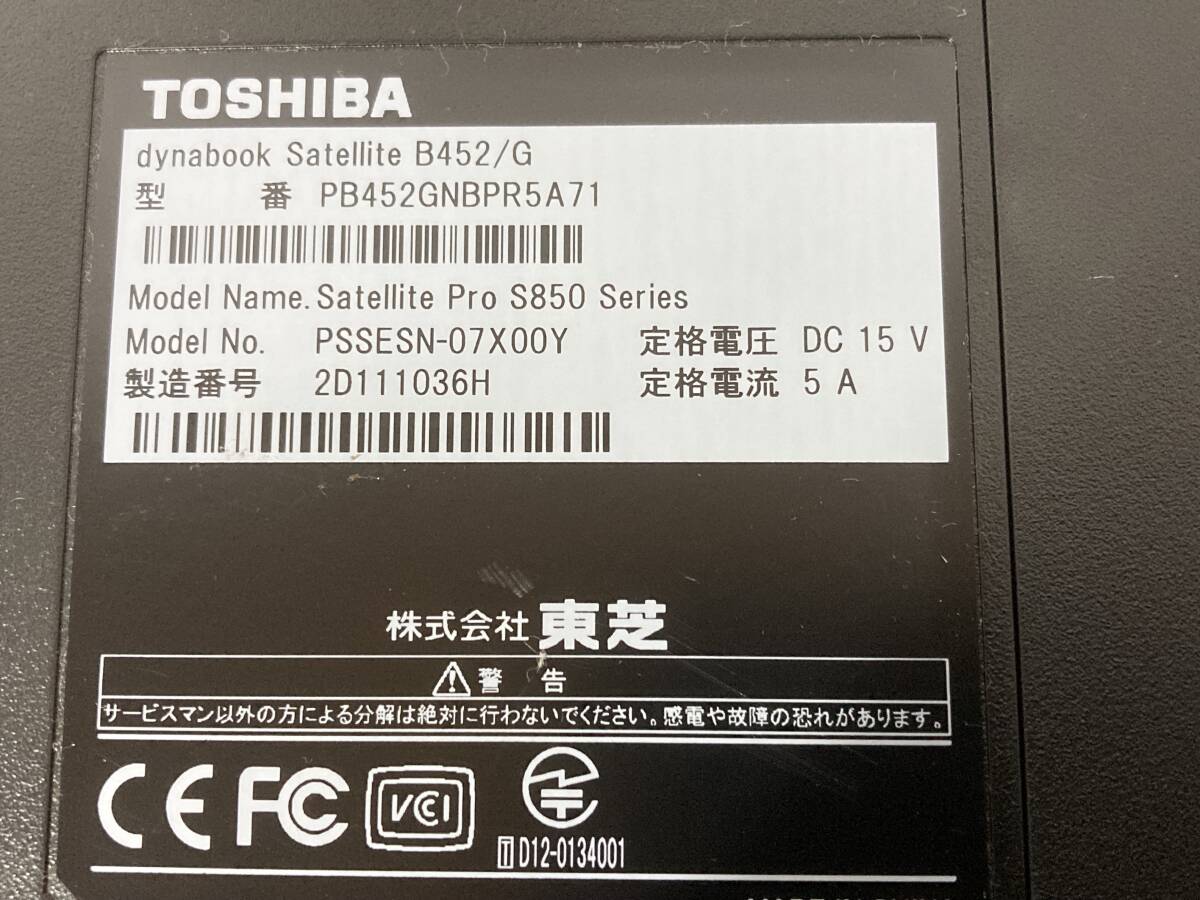 TOSHIBA
dynabook Satellite B452/G
型 番 PB452GNBPR5A71
Model Name. Satellite Pro S850 Series
Model No. PSSESN-07X00Y 定格電圧 DC 15 V
製造番号 2D111036H 定格電流 5 A
株式会社 東芝
⚠警 告
サービスマン以外の方による分解は絶対に行わないでください。感電や故障の恐れがあります。
CE FC VCCI
T D12-0134001